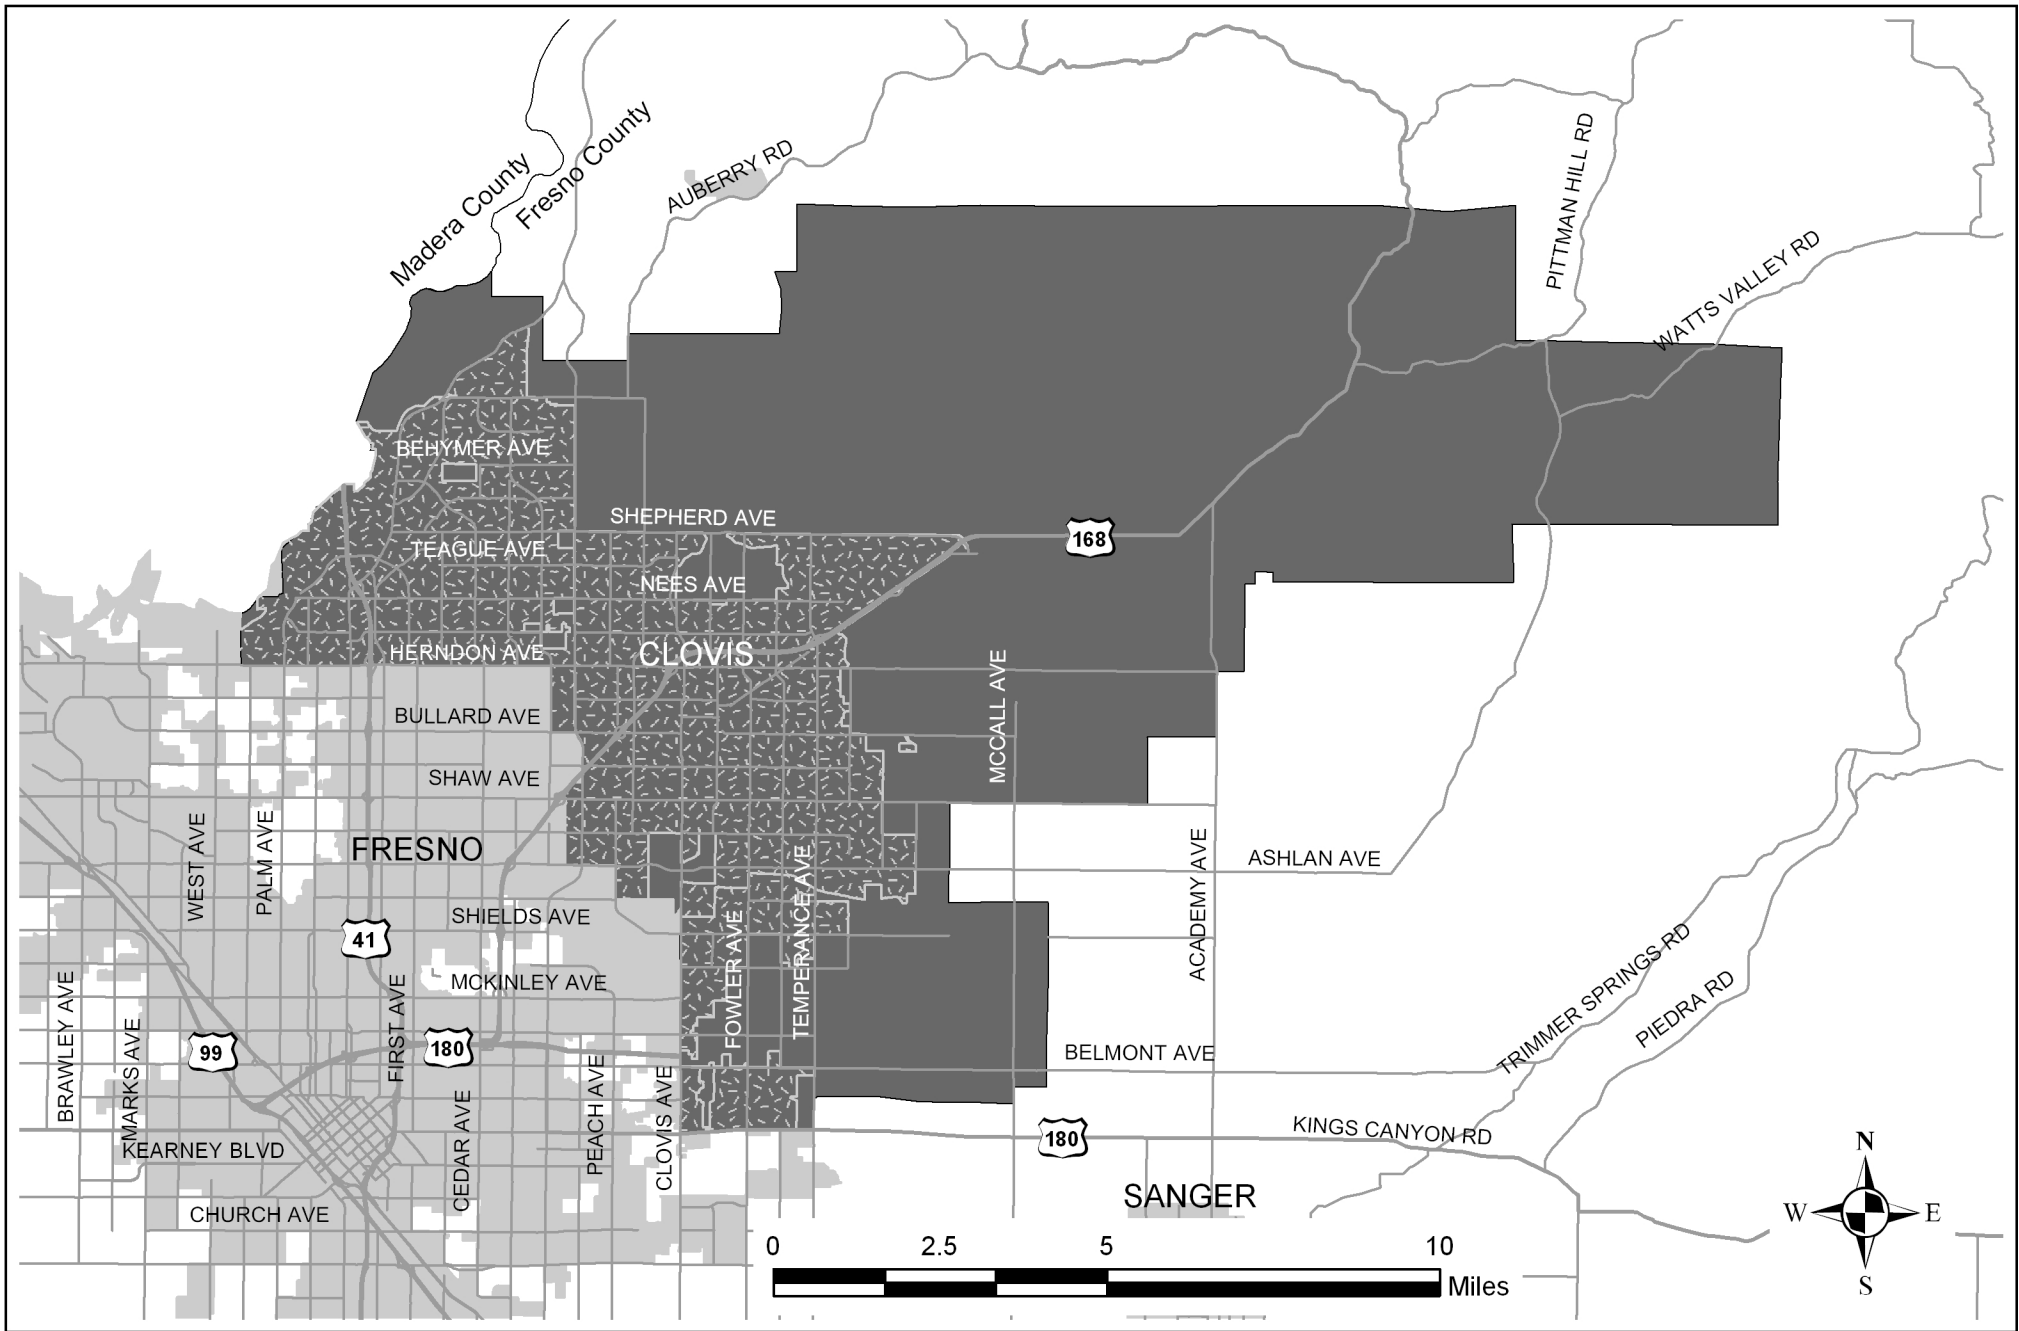 Madera County
Fresno County
AUBERRY RD
PITTMAN HILL RD
WATTS VALLEY RD
BEHYMER AVE
SHEPHERD AVE
168
TEAGUE AVE
NEES AVE
HERNDON AVE
CLOVIS
MCCALL AVE
BULLARD AVE
SHAW AVE
WEST AVE
PALM AVE
FRESNO
TEMPERANCE AVE
ACADEMY AVE
ASHLAN AVE
SHIELDS AVE
41
FOWLER AVE
MCKINLEY AVE
BRAWLEY AVE
MARKS AVE
FIRST AVE
99
180
TRIMMER SPRINGS RD
PIEDRA RD
BELMONT AVE
PEACH AVE
CLOVIS AVE
CEDAR AVE
KEARNEY BLVD
180
KINGS CANYON RD
SANGER
CHURCH AVE
N
W E
S
0 2.5 5 10
Miles